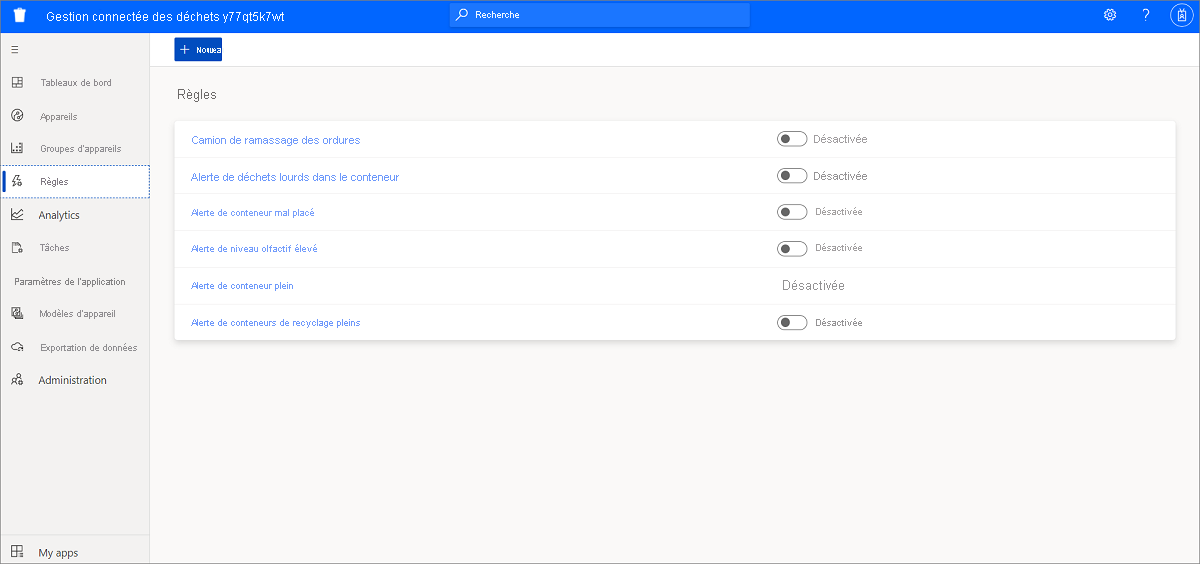 Gestion connectée des déchets y77qt5k7wt
Recherche
?
Nouvea
Tableaux de bord
Appareils
Groupes d'appareils
Règles
Analytics
Tâches
Paramètres de l'application
Modèles d'appareil
Exportation de données
Administration
My apps
Règles
Camion de ramassage des ordures Désactivée
Alerte de déchets lourds dans le conteneur Désactivée
Alerte de conteneur mal placé Désactivée
Alerte de niveau olfactif élevé Désactivée
Alerte de conteneur plein Désactivée
Alerte de conteneurs de recyclage pleins Désactivée